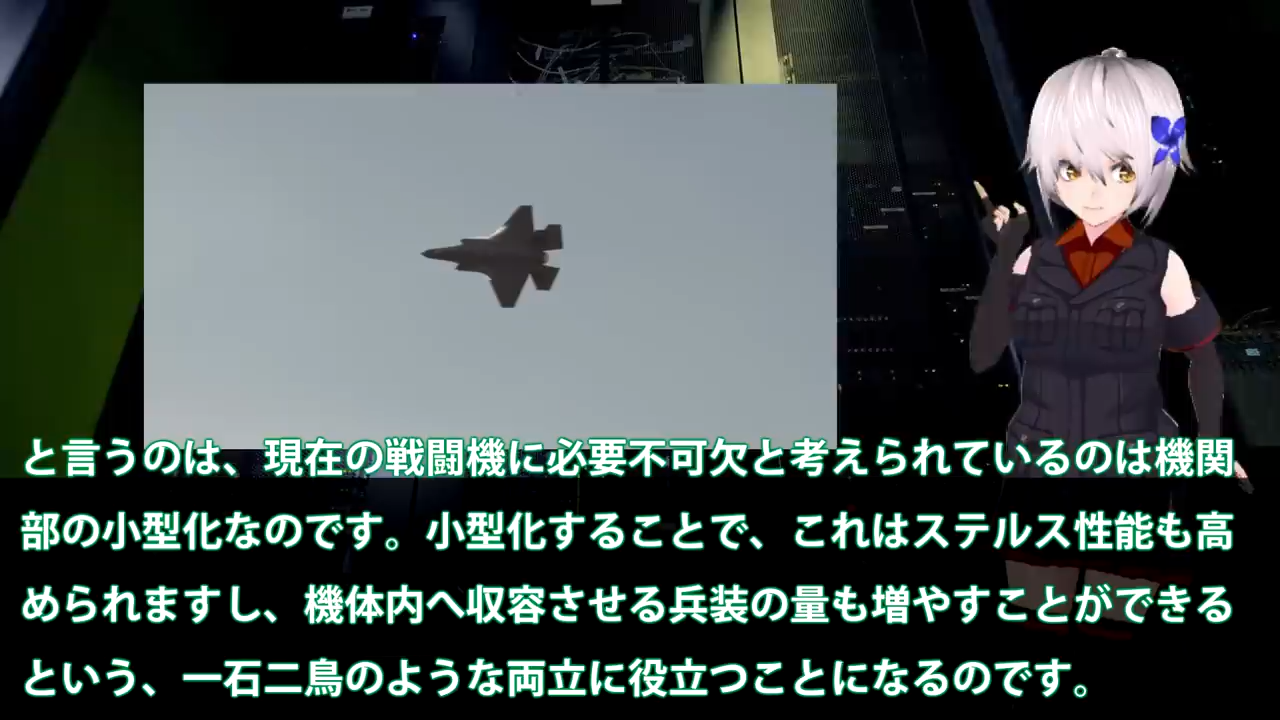 と言うのは、現在の戦闘機に必要不可欠と考えられているのは機関
部の小型化なのです。小型化することで、これはステルス性能も高
められますし、機体内へ収容させる兵装の量も増やすことができる
という、一石二鳥のような両立に役立つことになるのです。